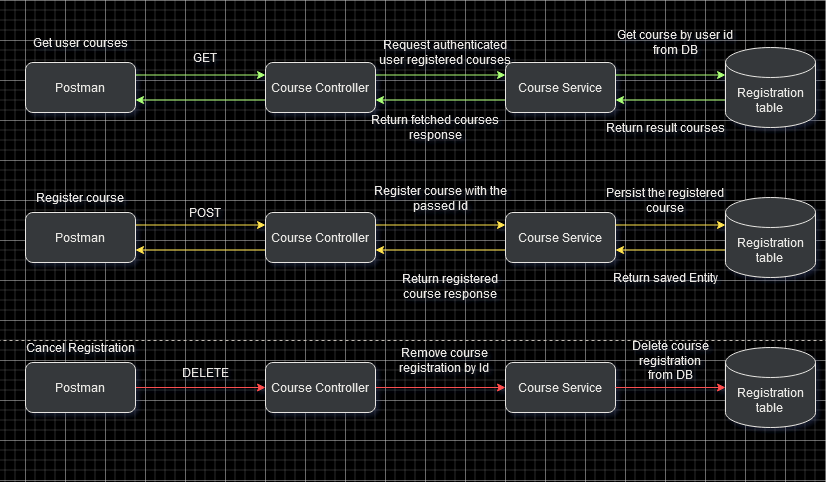 Get user courses
GET
Request authenticated
user registered courses
Get course by user id
from DB
Postman
Course Controller
Course Service
Registration
table
Return fetched courses
response
Return result courses
Register course
POST
Register course with the
passed Id
Persist the registered
course
Postman
Course Controller
Course Service
Registration
table
Return registered
course response
Return saved Entity
Cancel Registration
DELETE
Remove course
registration by Id
Delete course
registration
from DB
Postman
Course Controller
Course Service
Registration
table